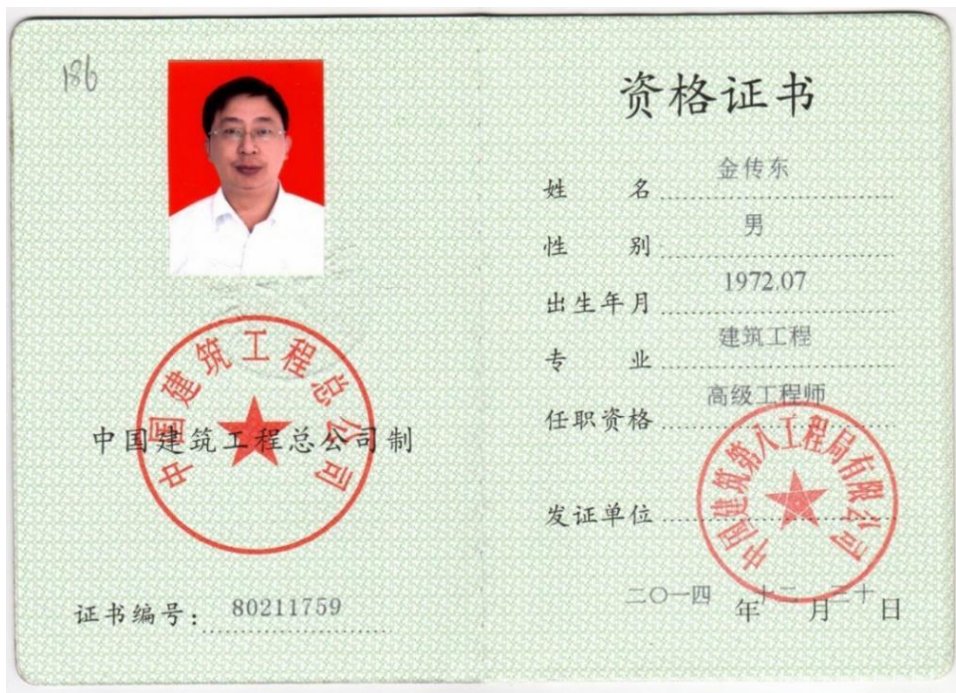 186
中国建筑工程总公司
中国建筑工程总公司制
证书编号： 80211759
资格证书
姓 名 金传东
性 别 男
出生年月 1972.07
专 业 建筑工程
任职资格 高级工程师
发证单位
中国建筑第八工程局有限公司
二〇一四 年 十二 月 三十 日